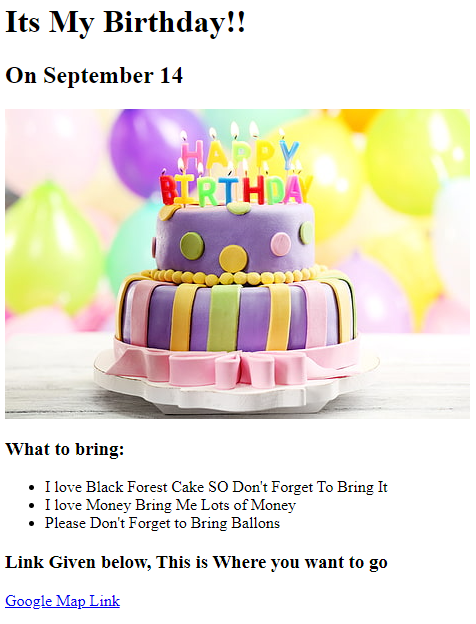 Its My Birthday!!
On September 14
HAPPY
BIRTHDAY
What to bring:
I love Black Forest Cake SO Don't Forget To Bring It
I love Money Bring Me Lots of Money
Please Don't Forget to Bring Ballons
Link Given below, This is Where you want to go
Google Map Link